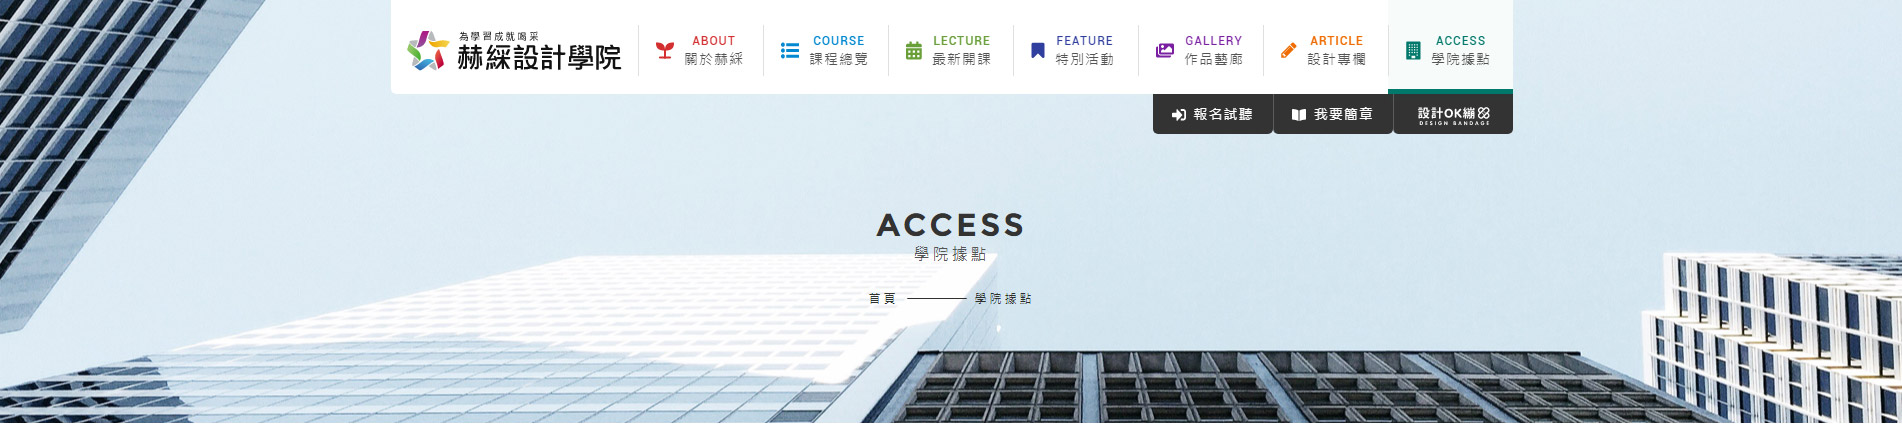 為學習成就喝采
赫綵設計學院
ABOUT
關於赫綵
COURSE
課程總覽
LECTURE
最新開課
FEATURE
特別活動
GALLERY
作品藝廊
ARTICLE
設計專欄
ACCESS
學院據點
報名試聽
我要簡章
設計OK繃
DESIGN BANDAGE
ACCESS
學院據點
首頁
學院據點